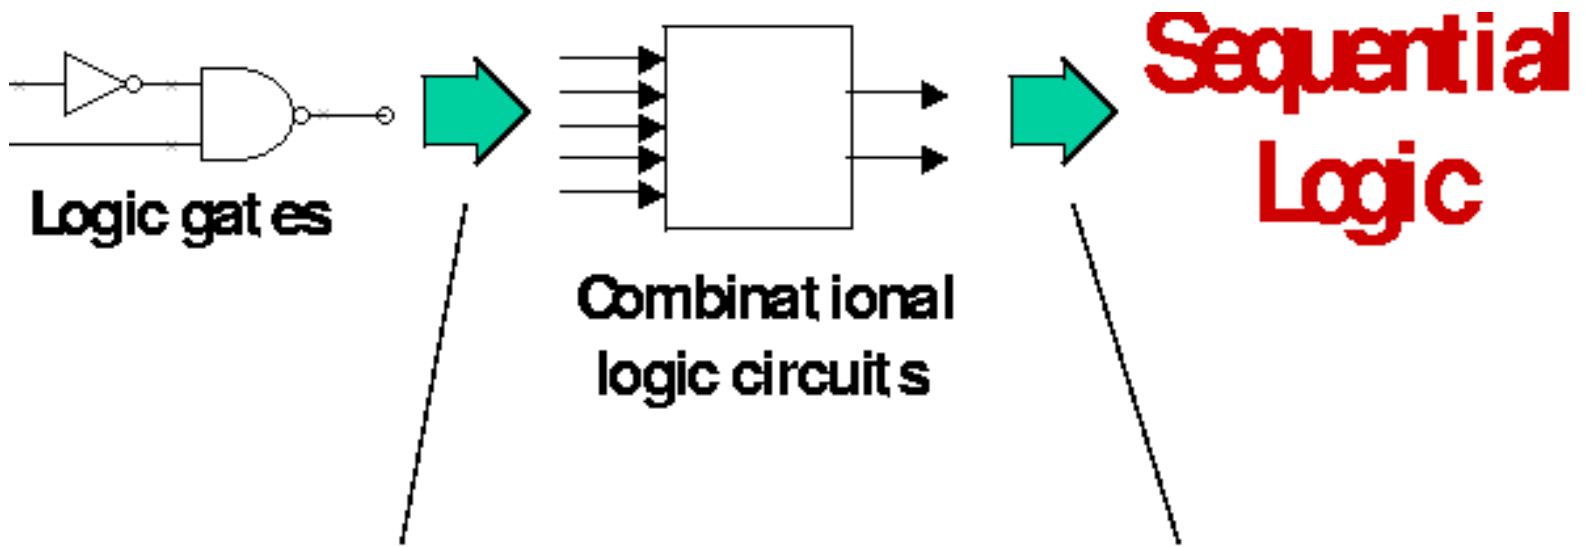 Logic gates
Combinational
logic circuits
Sequential
Logic